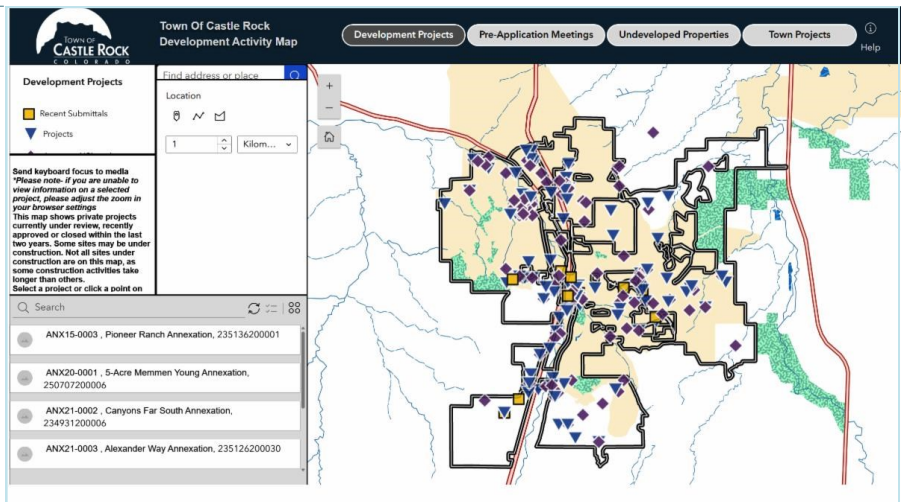 TOWN OF
CASTLE ROCK
COLORADO
Town Of Castle Rock
Development Activity Map
Development Projects
Pre-Application Meetings
Undeveloped Properties
Town Projects
Help
Development Projects
Recent Submittals
Projects
Find address or place
Location
1
Kilom...
Send keyboard focus to media
*Please note- if you are unable to
view information on a selected
project, please adjust the zoom in
your browser settings
This map shows private projects
currently under review, recently
approved or closed within the last
two years. Some sites may be under
construction. Not all sites under
construction are on this map, as
some construction activities take
longer than others.
Select a project or click a point on
Search
ANX15-0003 , Pioneer Ranch Annexation, 235136200001
ANX20-0001 , 5-Acre Memmen Young Annexation,
250707200006
ANX21-0002 , Canyons Far South Annexation,
234931200006
ANX21-0003 , Alexander Way Annexation, 235126200030